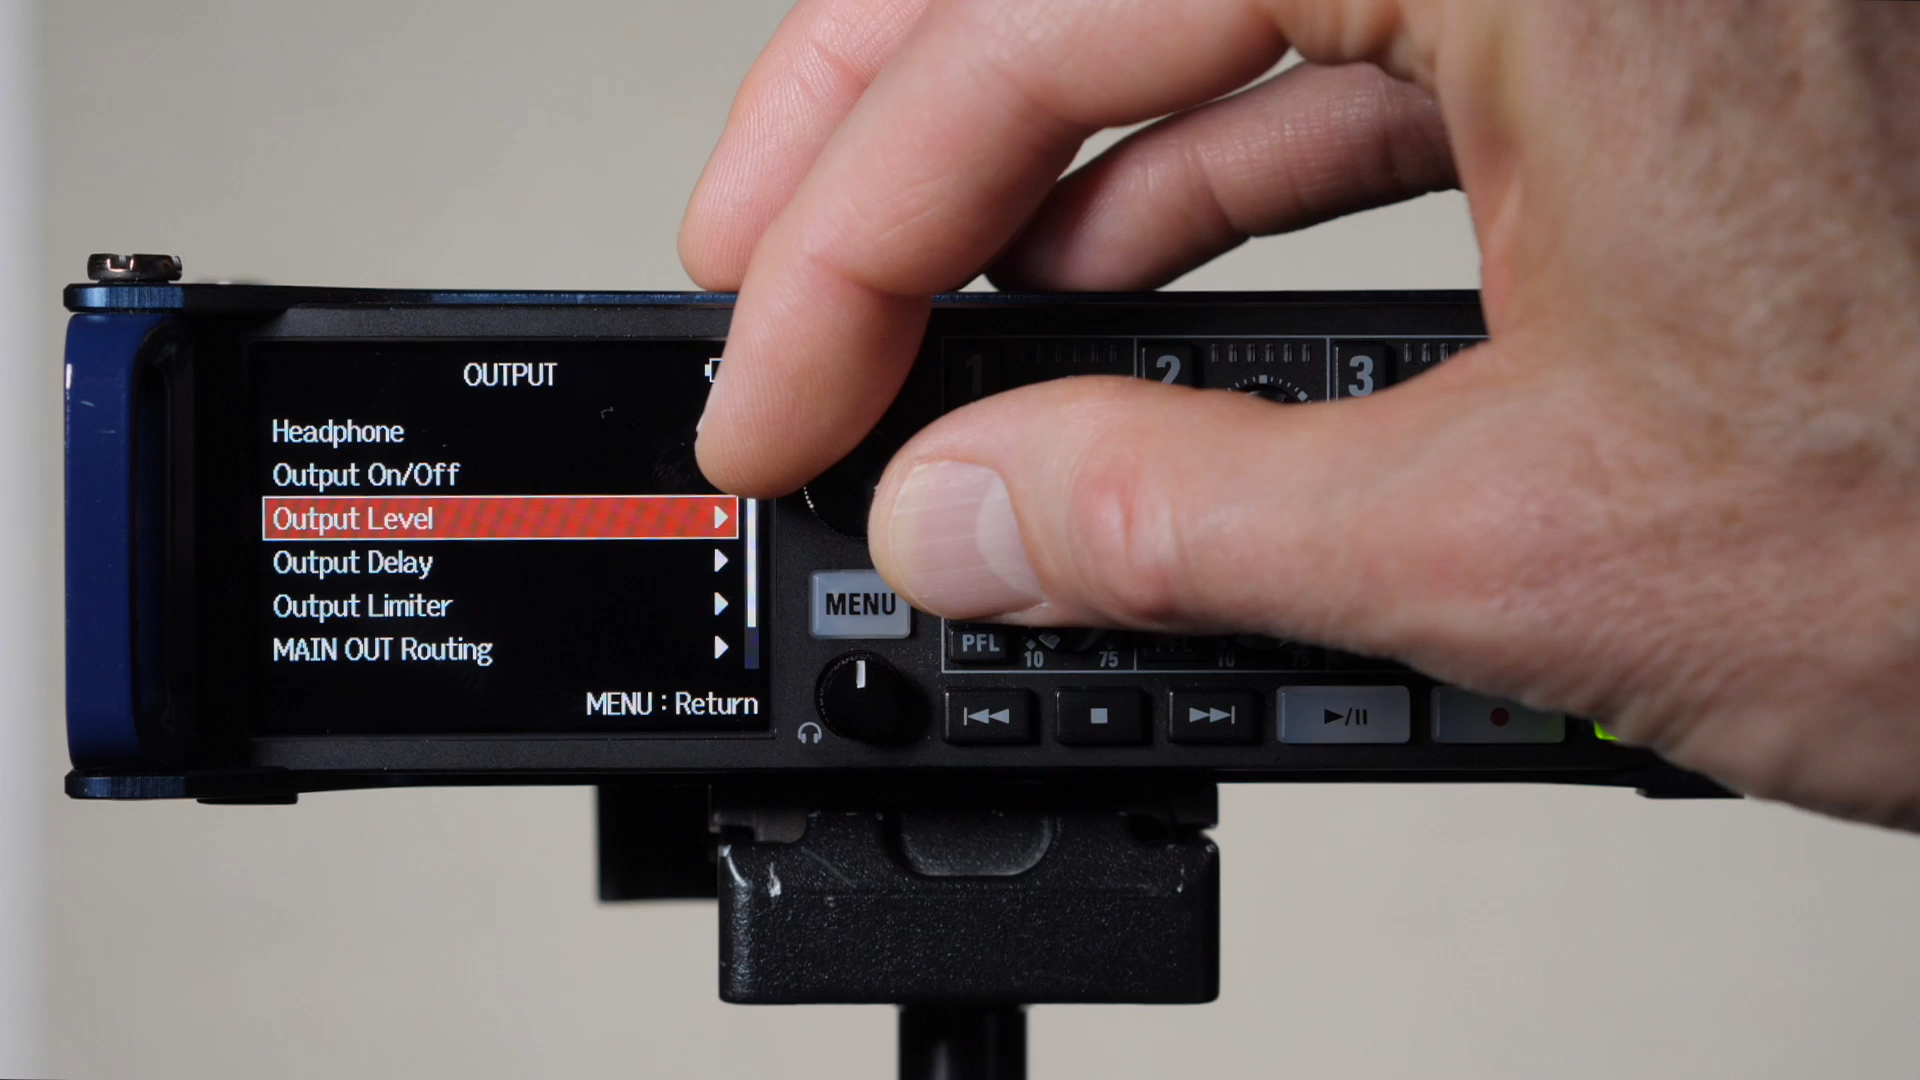 OUTPUT
Headphone
Output On/Off
Output Level
Output Delay
Output Limiter
MAIN OUT Routing
MENU : Return
MENU
1
2
3
PFL
10
75
10